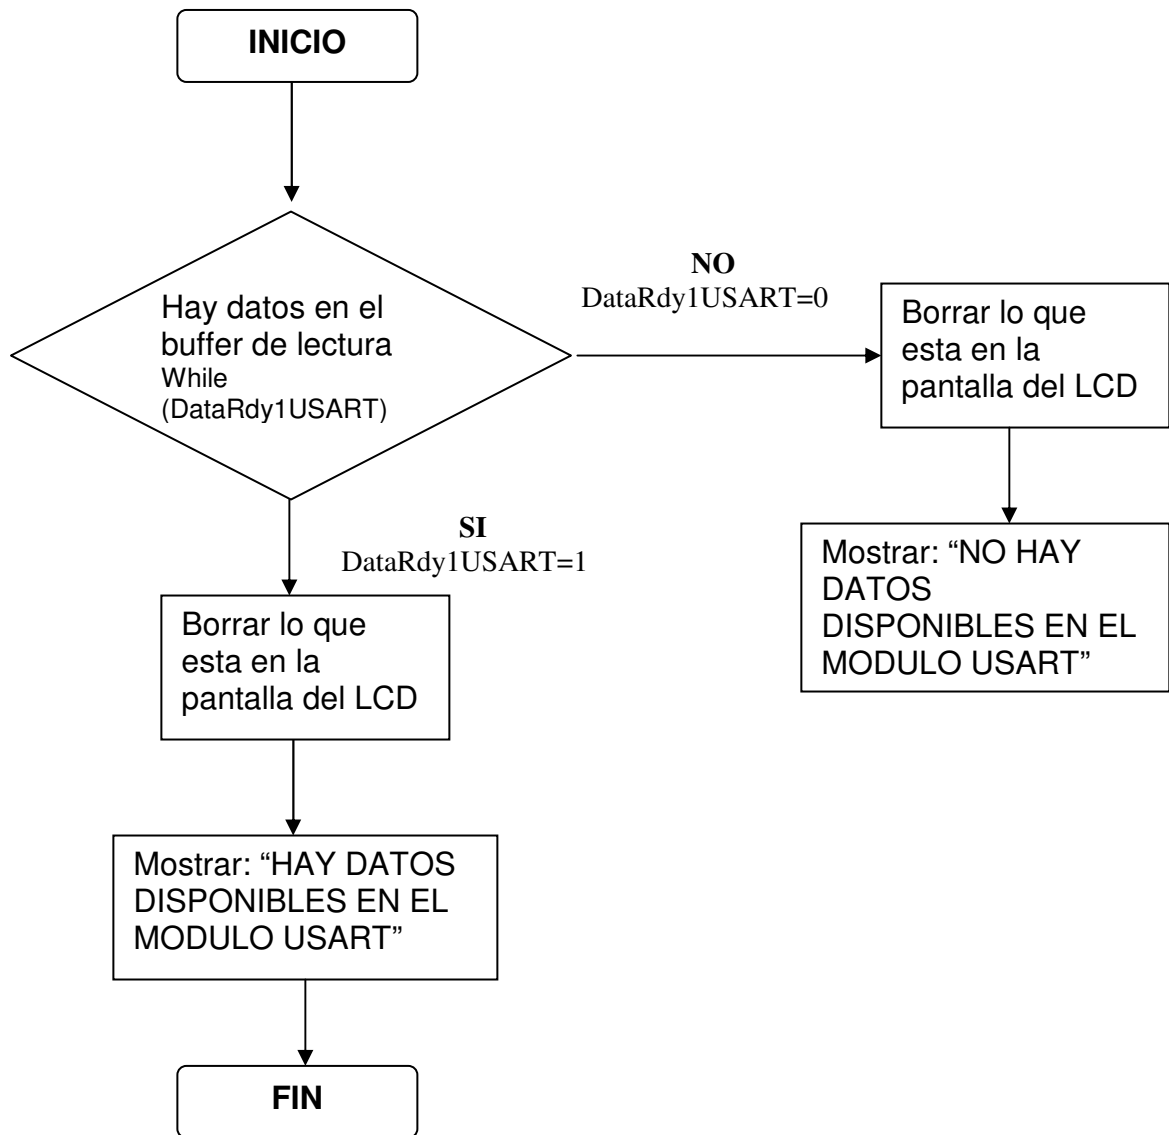 INICIO
Hay datos en el
buffer de lectura
While
(DataRdy1USART)
NO
DataRdy1USART=0
Borrar lo que
esta en la
pantalla del LCD
Mostrar: “NO HAY
DATOS
DISPONIBLES EN EL
MODULO USART”
SI
DataRdy1USART=1
Borrar lo que
esta en la
pantalla del LCD
Mostrar: “HAY DATOS
DISPONIBLES EN EL
MODULO USART”
FIN